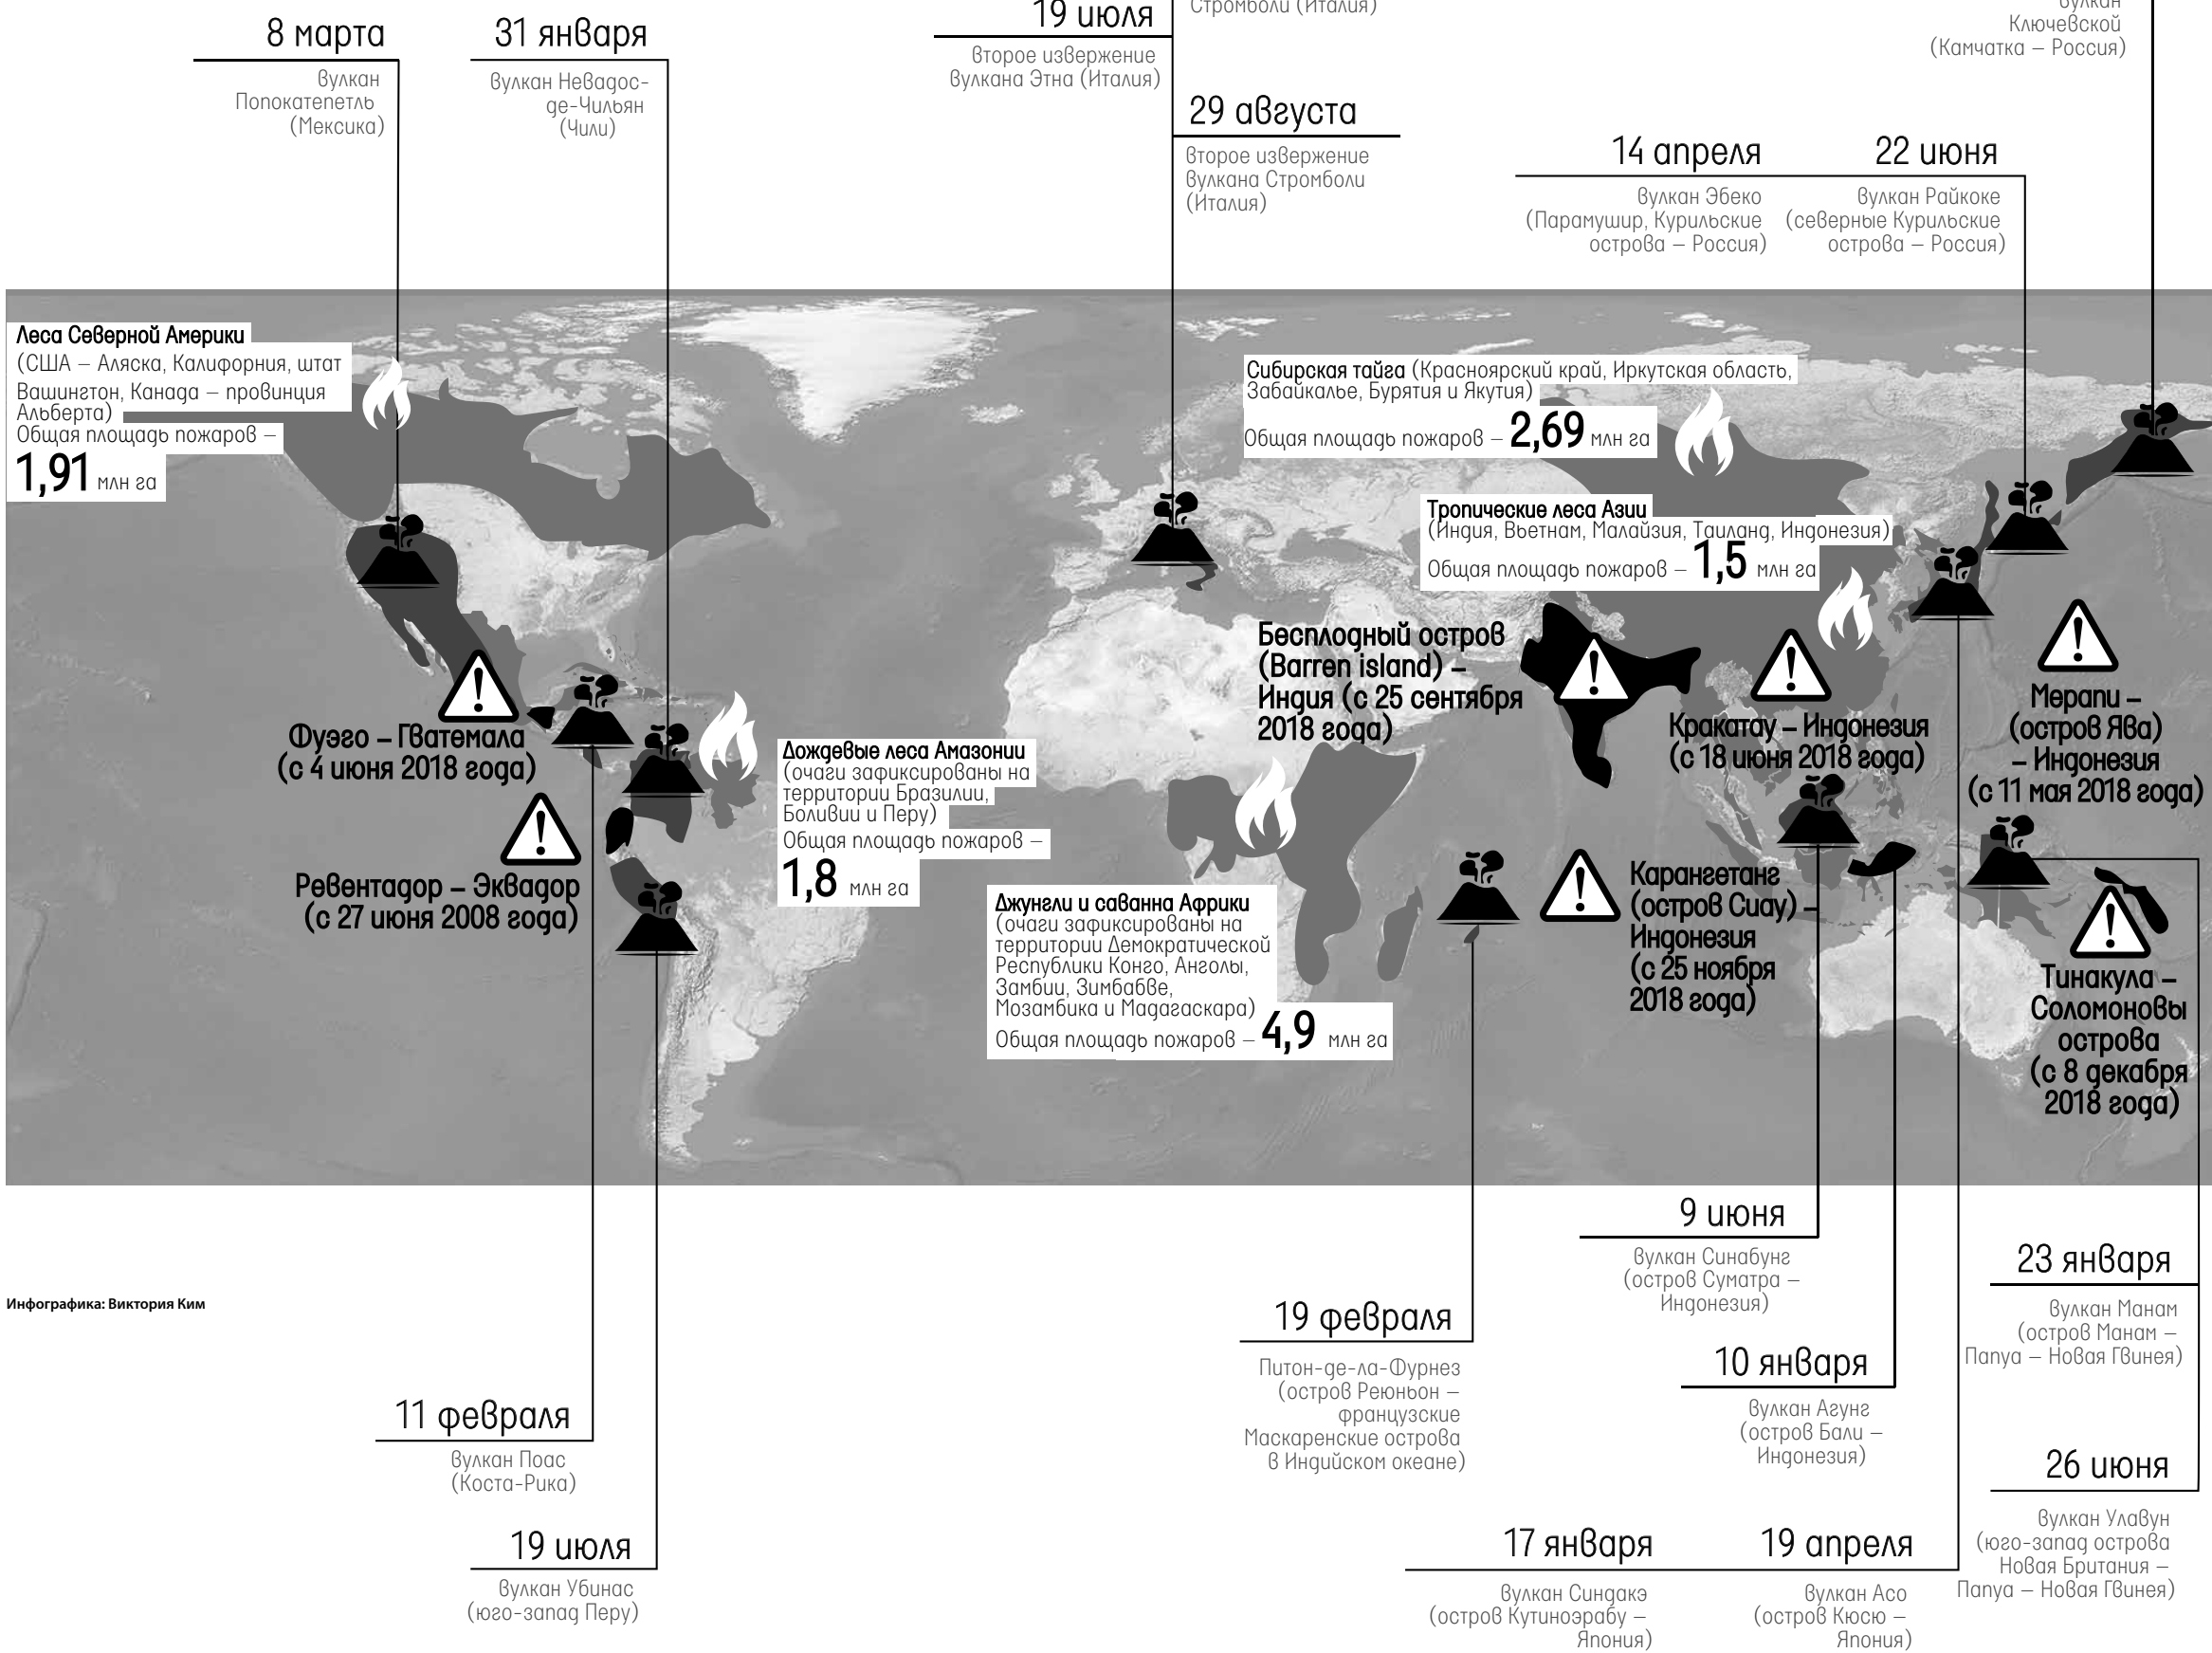 8 марта
вулкан
Попокатепетль
(Мексика)
31 января
вулкан Невадос-
де-Чильян
(Чили)
19 июля
второе извержение
вулкана Этна (Италия)
Стромболи (Италия)
29 августа
второе извержение
вулкана Стромболи
(Италия)
14 апреля
вулкан Эбеко
(Парамушир, Курильские
острова – Россия)
22 июня
вулкан Райкоке
(северные Курильские
острова – Россия)
вулкан
Ключевской
(Камчатка – Россия)
Леса Северной Америки
(США – Аляска, Калифорния, штат
Вашингтон, Канада – провинция
Альберта)
Общая площадь пожаров –
1,91 млн га
Сибирская тайга (Красноярский край, Иркутская область,
Забайкалье, Бурятия и Якутия)
Общая площадь пожаров – 2,69 млн га
Тропические леса Азии
(Индия, Вьетнам, Малайзия, Таиланд, Индонезия)
Общая площадь пожаров – 1,5 млн га
Бесплодный остров
(Barren island) –
Индия (с 25 сентября
2018 года)
Кракатау – Индонезия
(с 18 июня 2018 года)
Мерапи –
(остров Ява)
– Индонезия
(с 11 мая 2018 года)
Фуэго – Гватемала
(с 4 июня 2018 года)
Дождевые леса Амазонии
(очаги зафиксированы на
территории Бразилии,
Боливии и Перу)
Общая площадь пожаров –
1,8 млн га
Ревентадор – Эквадор
(с 27 июня 2008 года)
Джунгли и саванна Африки
(очаги зафиксированы на
территории Демократической
Республики Конго, Анголы,
Замбии, Зимбабве,
Мозамбика и Мадагаскара)
Общая площадь пожаров – 4,9 млн га
Карангетанг
(остров Сиау) –
Индонезия
(с 25 ноября
2018 года)
Тинакула –
Соломоновы
острова
(с 8 декабря
2018 года)
9 июня
вулкан Синабунг
(остров Суматра –
Индонезия)
23 января
вулкан Манам
(остров Манам –
Папуа – Новая Гвинея)
Инфографика: Виктория Ким
19 февраля
Питон-де-ла-Фурнез
(остров Реюньон –
французские
Маскаренские острова
в Индийском океане)
10 января
вулкан Агунг
(остров Бали –
Индонезия)
11 февраля
вулкан Поас
(Коста-Рика)
26 июня
вулкан Улавун
(юго-запад острова
Новая Британия –
Папуа – Новая Гвинея)
19 июля
вулкан Убинас
(юго-запад Перу)
17 января
вулкан Синдакэ
(остров Кутиноэрабу –
Япония)
19 апреля
вулкан Асо
(остров Кюсю –
Япония)